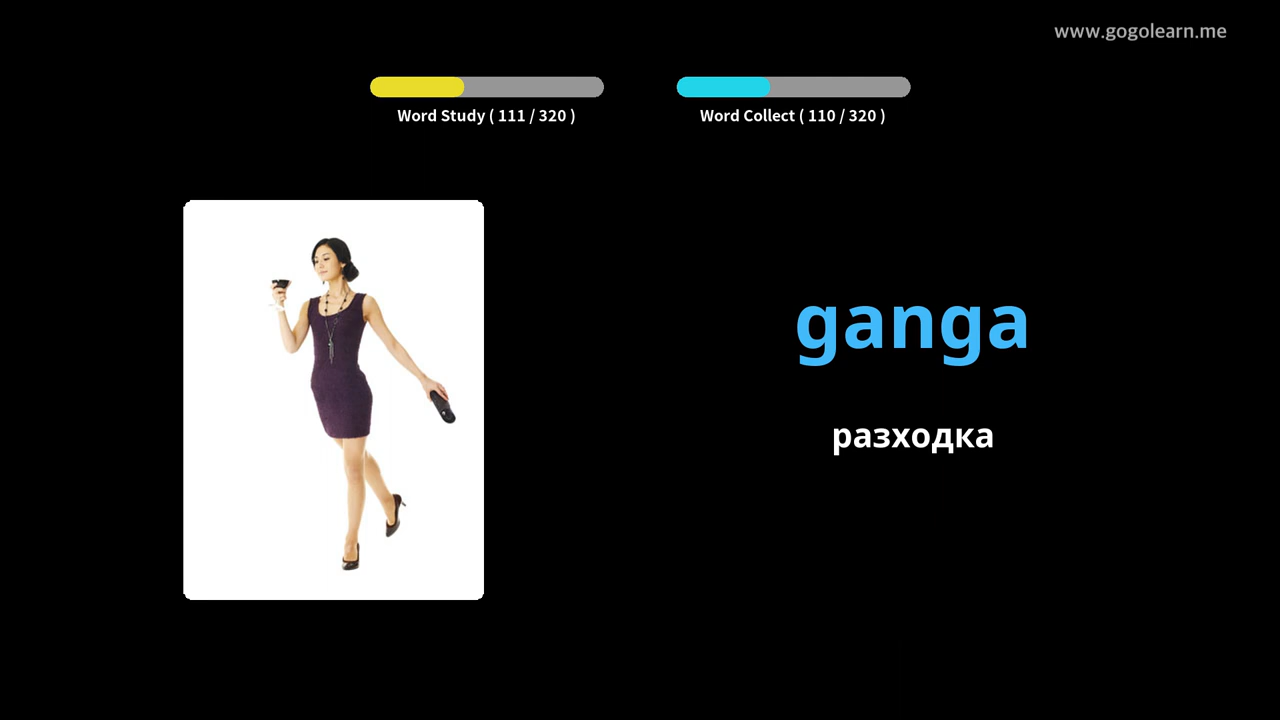 www.gogolearn.me
Word Study ( 111 / 320 )
Word Collect ( 110 / 320 )
ganga
разходка